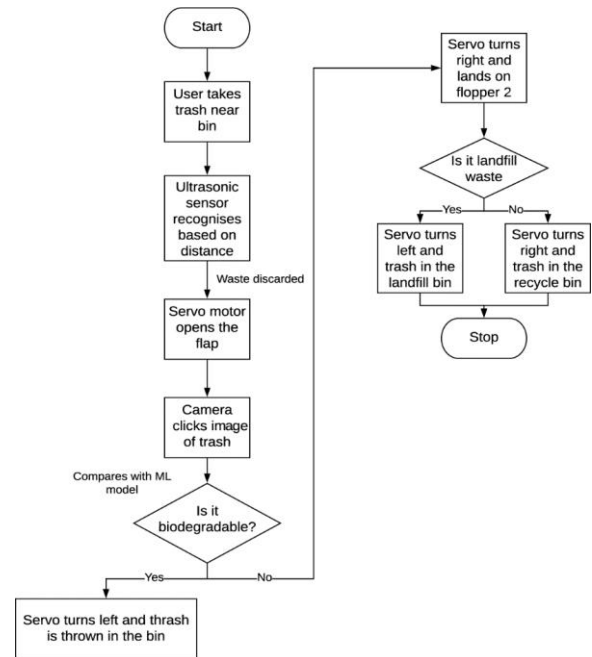 Start
User takes
trash near
bin
Ultrasonic
sensor
recognises
based on
distance
Waste discarded
Servo motor
opens the
flap
Camera
clicks image
of trash
Compares with ML
model
Is it
biodegradable?
Yes
No
Servo turns left and thrash
is thrown in the bin
Servo turns
right and
lands on
flopper 2
Is it landfill
waste
Yes
No
Servo turns
left and
trash in the
landfill bin
Servo turns
right and
trash in the
recycle bin
Stop